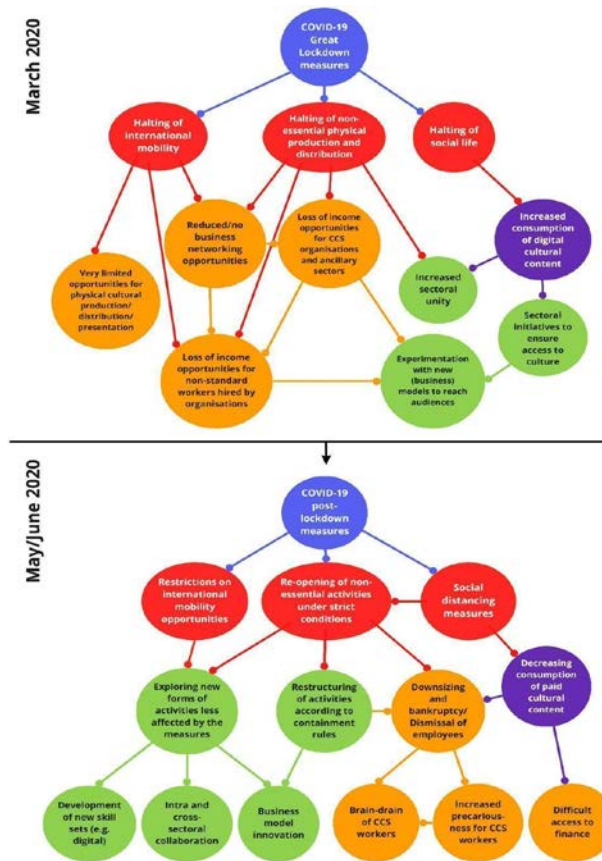 March 2020
COVID-19
Great
Lockdown
measures
Halting of
international
mobility
Halting of non-
essential physical
production and
distribution
Halting of
social life
Reduced/no
business
networking
opportunities
Loss of income
opportunities
for CCS
organisations
and ancillary
sectors
Increased
consumption
of digital
cultural
content
Very limited
opportunities for
physical cultural
production/
distribution/
presentation
Increased
sectoral
unity
Sectoral
initiatives to
ensure
access to
culture
Loss of income
opportunities for
non-standard
workers hired by
organisations
Experimentation
with new
(business)
models to reach
audiences
May/June 2020
COVID-19
post-
lockdown
measures
Restrictions on
international
mobility
opportunities
Re-opening of non-
essential activities
under strict
conditions
Social
distancing
measures
Exploring new
forms of
activities less
affected by the
measures
Restructuring
of activities
according to
containment
rules
Downsizing
and
bankruptcy/
Dismissal of
employees
Decreasing
consumption
of paid
cultural
content
Development
of new skill
sets (e.g.
digital)
Intra and
cross-
sectoral
collaboration
Business
model
innovation
Brain-drain
of CCS
workers
Increased
precarious-
ness for CCS
workers
Difficult
access to
finance